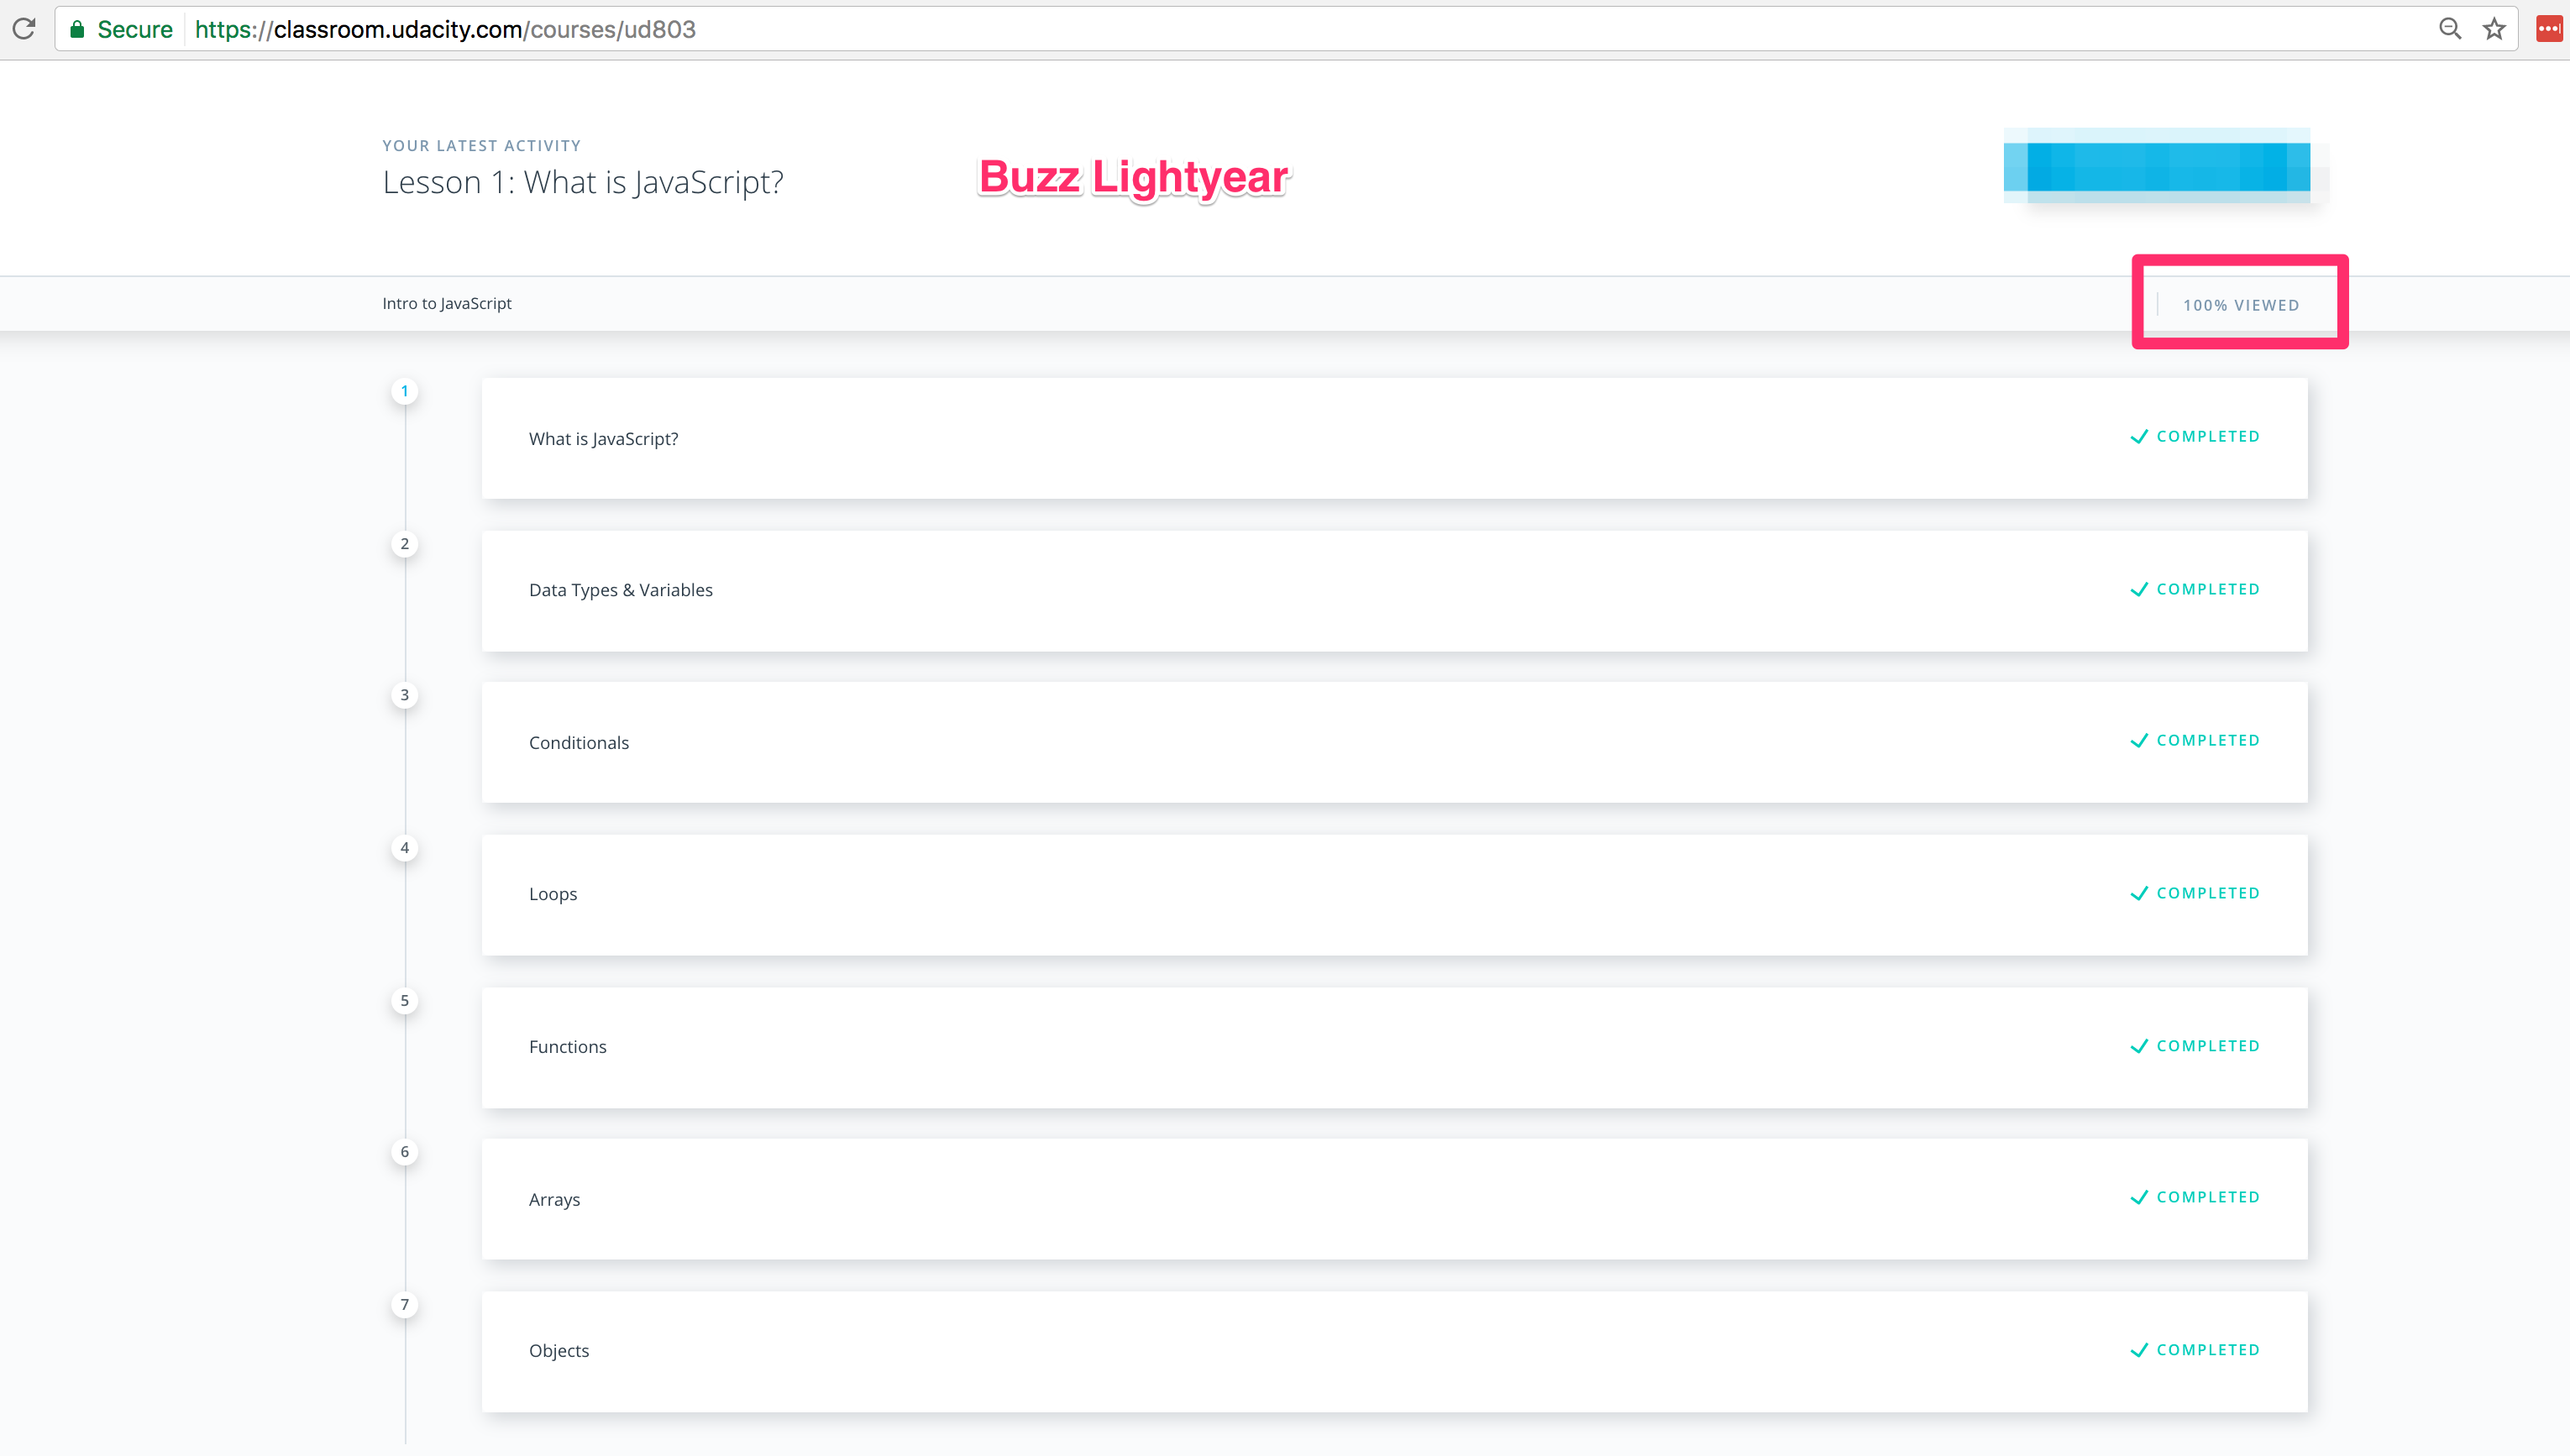 Secure https://classroom.udacity.com/courses/ud803
YOUR LATEST ACTIVITY
Lesson 1: What is JavaScript?
Buzz Lightyear
Intro to JavaScript
100% VIEWED
1
What is JavaScript?
COMPLETED
2
Data Types & Variables
COMPLETED
3
Conditionals
COMPLETED
4
Loops
COMPLETED
5
Functions
COMPLETED
6
Arrays
COMPLETED
7
Objects
COMPLETED